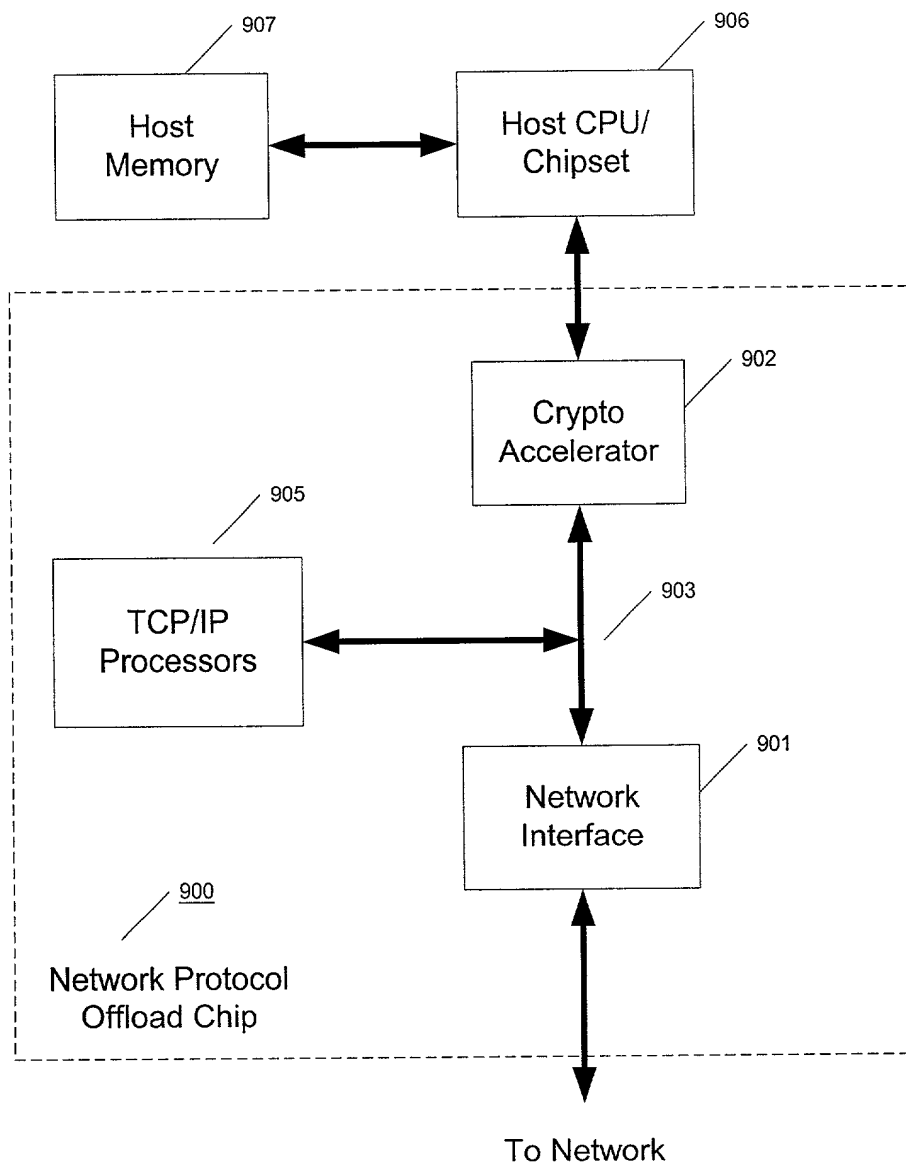 907
906
Host
Memory
Host CPU/
Chipset
902
Crypto
Accelerator
905
903
TCP/IP
Processors
901
Network
Interface
900
Network Protocol
Offload Chip
To Network